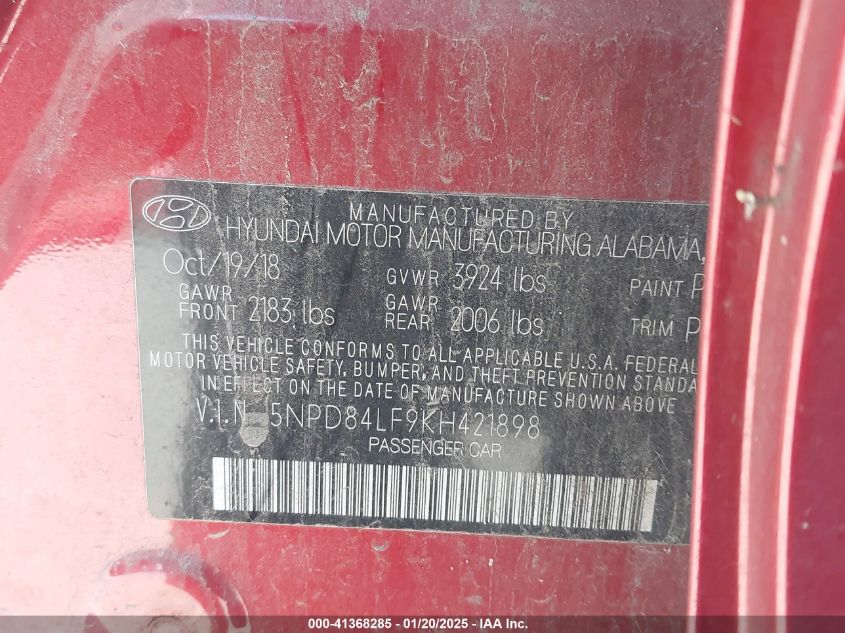 MANUFACTURED BY
HYUNDAI MOTOR MANUFACTURING ALABAMA,
Oct/19/18 GVWR 3924 lbs PAINT P
GAWR FRONT 2183 lbs GAWR REAR 2006 lbs TRIM P
THIS VEHICLE CONFORMS TO ALL APPLICABLE U.S.A. FEDERAL
MOTOR VEHICLE SAFETY, BUMPER, AND THEFT PREVENTION STANDA
IN EFFECT ON THE DATE OF MANUFACTURE SHOWN ABOVE
V.I.N 5NPD84LF9KH421898
PASSENGER CAR
000-41368285 - 01/20/2025 - IAA Inc.